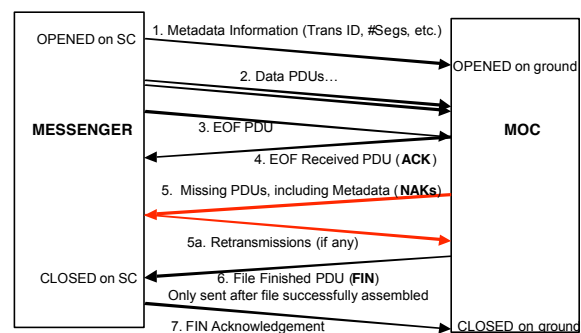 1. Metadata Information (Trans ID, #Segs, etc.)
OPENED on SC
OPENED on ground
2. Data PDUs…
MESSENGER
MOC
3. EOF PDU
4. EOF Received PDU (ACK)
5. Missing PDUs, including Metadata (NAKs)
5a. Retransmissions (if any)
CLOSED on SC
6. File Finished PDU (FIN)
Only sent after file successfully assembled
7. FIN Acknowledgement
CLOSED on ground